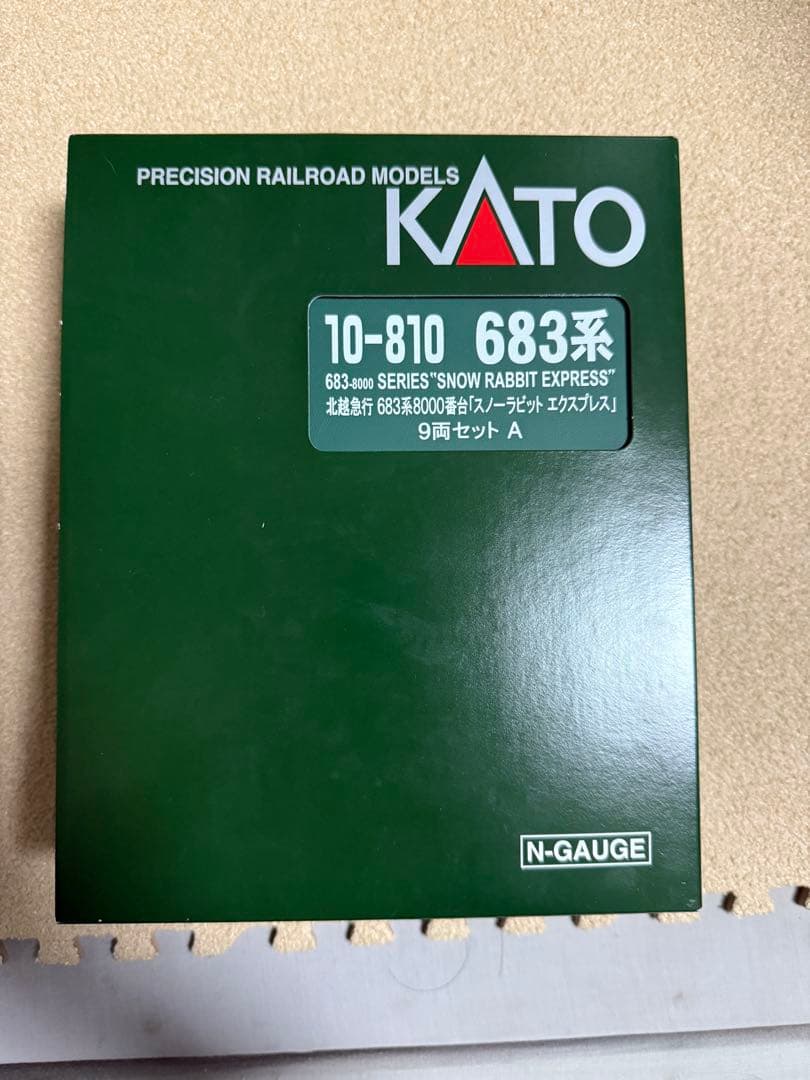 PRECISION RAILROAD MODELS
KATO
10-810 683系
683-8000 SERIES "SNOW RABBIT EXPRESS"
北越急行 683系8000番台「スノーラビット エクスプレス」
9両セット A
N-GAUGE